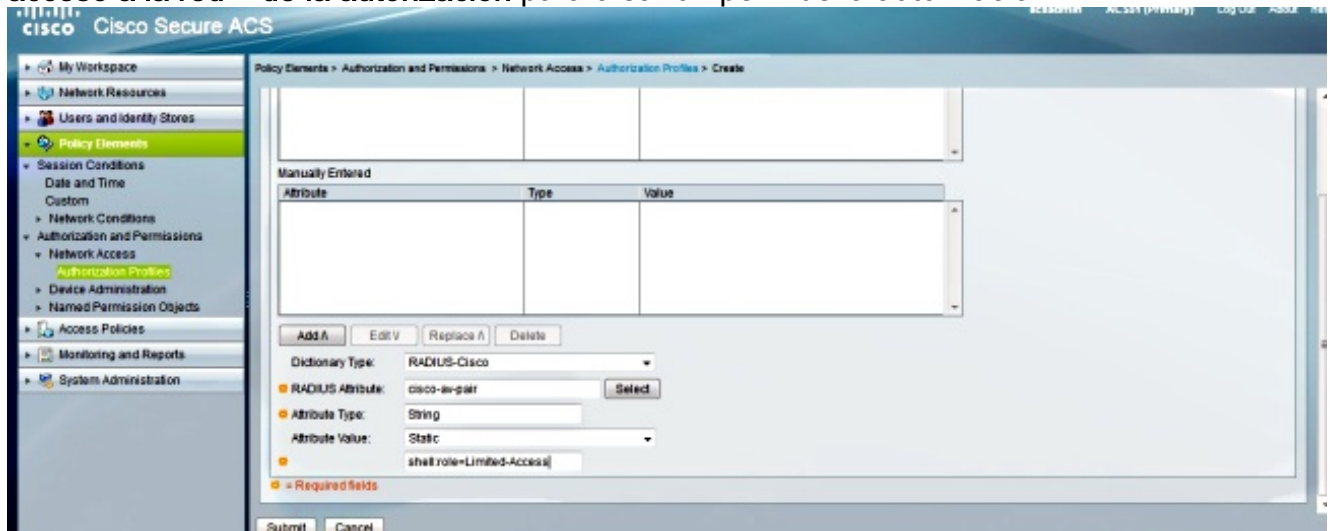 CISCO Cisco Secure ACS
Log Out About
My Workspace
Network Resources
Users and Identity Stores
Policy Elements
Session Conditions
Date and Time
Custom
Network Conditions
Authorization and Permissions
Network Access
Authorization Profiles
Device Administration
Named Permission Objects
Access Policies
Monitoring and Reports
System Administration
Policy Elements > Authorization and Permissions > Network Access > Authorization Profiles > Create
Manually Entered
Attribute Type Value
Add Λ Edit V Replace Λ Delete
Dictionary Type: RADIUS-Cisco
RADIUS Attribute: cisco-av-pair Select
Attribute Type: String
Attribute Value: Static
shell:role=Limited-Access
= Required fields
Submit Cancel